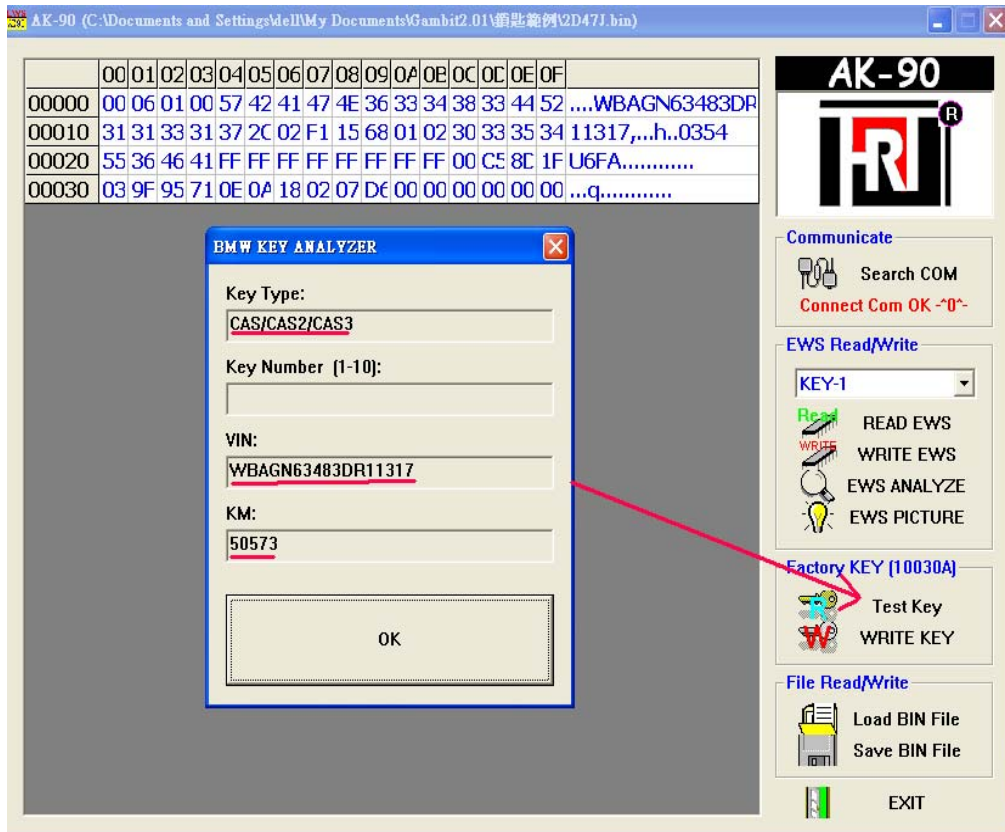 AK-90 (C:\Documents and Settings\dell\My Documents\Gambit2.01\鑰匙範例\2D47J.bin)
00 01 02 03 04 05 06 07 08 09 0A 0B 0C 0D 0E 0F
00000 00 06 01 00 57 42 41 47 4E 36 33 34 38 33 44 52 ....WBAGN63483DR
00010 31 31 33 31 37 2C 02 F1 15 68 01 02 30 33 35 34 11317,...h..0354
00020 55 36 46 41 FF FF FF FF FF FF FF FF 00 C5 8D 1F U6FA............
00030 03 9F 95 71 0E 0A 18 02 07 D6 00 00 00 00 00 00 ...q............
BMW KEY ANALYZER
Key Type:
CAS/CAS2/CAS3
Key Number (1-10):
VIN:
WBAGN63483DR11317
KM:
50573
OK
AK-90
HRT
R
Communicate
Search COM
Connect Com OK -^0^-
EWS Read/Write
KEY-1
Read
READ EWS
WRITE
WRITE EWS
EWS ANALYZE
EWS PICTURE
Factory KEY (10030A)
R
Test Key
W
WRITE KEY
File Read/Write
Load BIN File
Save BIN File
EXIT